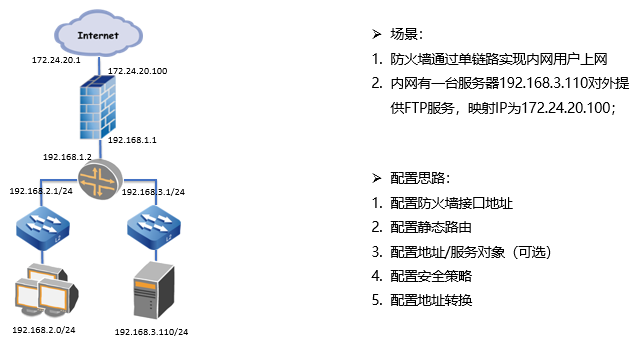 Internet
172.24.20.1
172.24.20.100
192.168.1.1
192.168.1.2
192.168.2.1/24
192.168.3.1/24
192.168.2.0/24
192.168.3.110/24
➢ 场景：
1. 防火墙通过单链路实现内网用户上网
2. 内网有一台服务器192.168.3.110对外提
供FTP服务，映射IP为172.24.20.100；
➢ 配置思路：
1. 配置防火墙接口地址
2. 配置静态路由
3. 配置地址/服务对象（可选）
4. 配置安全策略
5. 配置地址转换